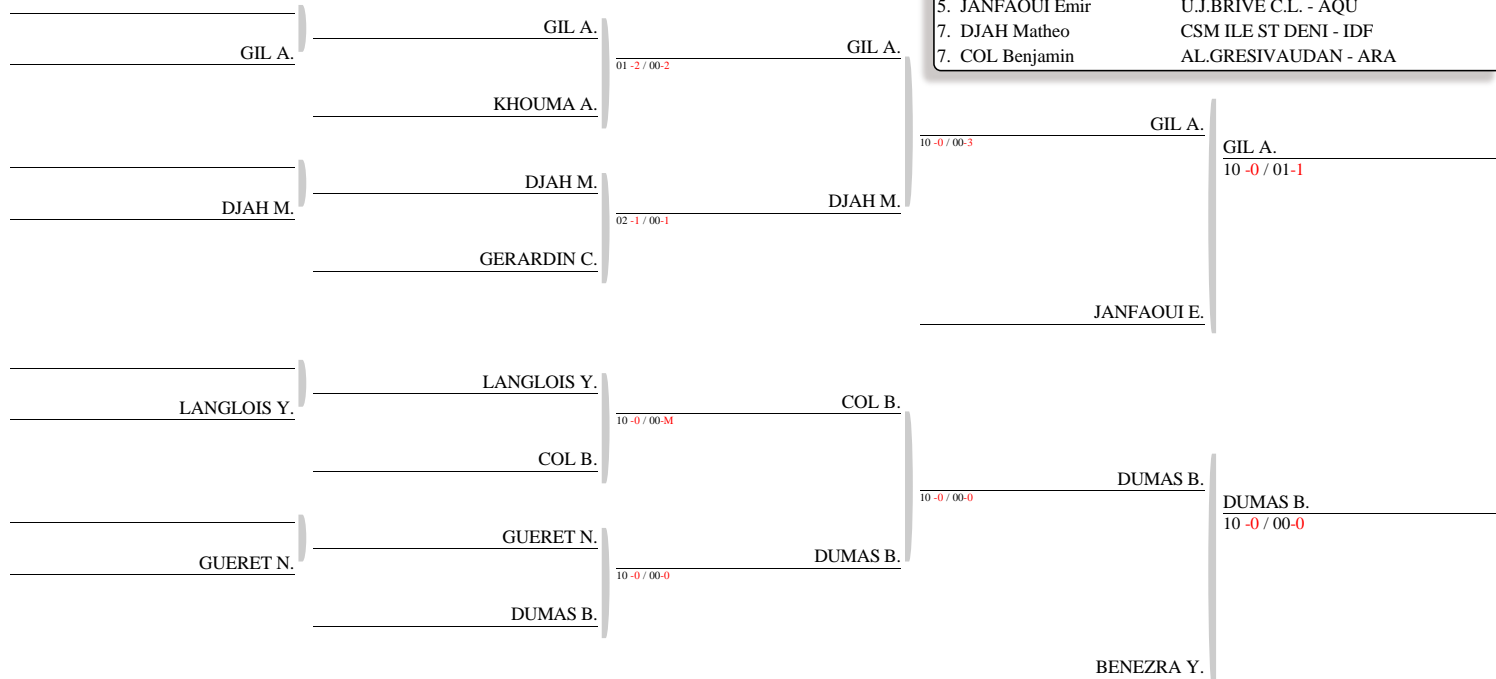 5. JANFAOUI Emir U.J.BRIVE C.L. - AQU
7. DJAH Matheo CSM ILE ST DENI - IDF
7. COL Benjamin AL.GRESIVAUDAN - ARA
GIL A.
GIL A.
KHOUMA A.
01 -2 / 00-2
GIL A.
DJAH M.
DJAH M.
GERARDIN C.
02 -1 / 00-1
DJAH M.
10 -0 / 00-3
GIL A.
JANFAOUI E.
GIL A.
10 -0 / 01-1
LANGLOIS Y.
LANGLOIS Y.
COL B.
10 -0 / 00-M
COL B.
GUERET N.
GUERET N.
DUMAS B.
10 -0 / 00-0
DUMAS B.
10 -0 / 00-0
DUMAS B.
BENEZRA Y.
DUMAS B.
10 -0 / 00-0